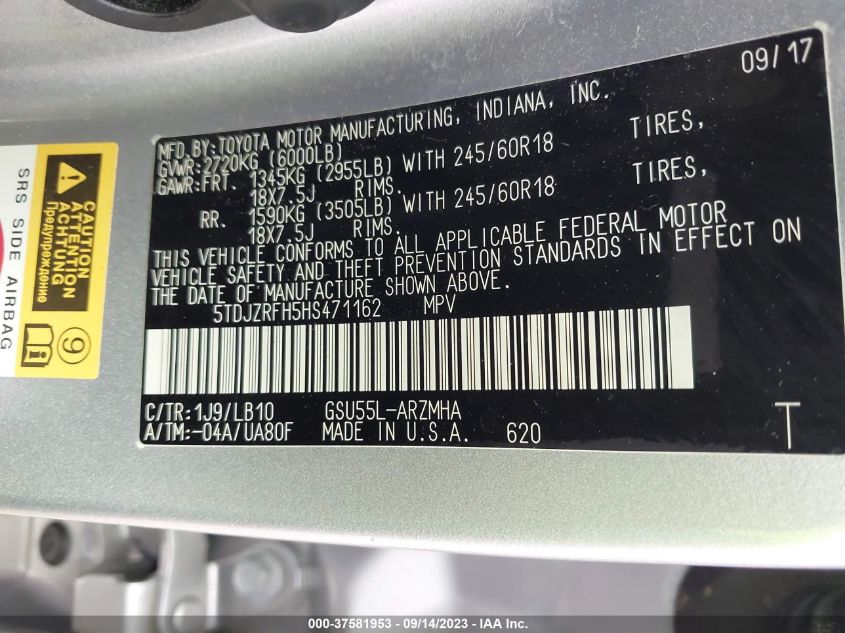 09/17
MFD.BY:TOYOTA MOTOR MANUFACTURING, INDIANA, INC.
GVWR:2720KG (6000LB)
GAWR:FRT. 1345KG (2955LB) WITH 245/60R18 TIRES,
18X7.5J RIMS.
RR. 1590KG (3505LB) WITH 245/60R18 TIRES,
18X7.5J RIMS.
THIS VEHICLE CONFORMS TO ALL APPLICABLE FEDERAL MOTOR
VEHICLE SAFETY AND THEFT PREVENTION STANDARDS IN EFFECT ON
THE DATE OF MANUFACTURE SHOWN ABOVE.
5TDJZRFH5HS471162 MPV
C/TR:1J9/LB10 GSU55L-ARZMHA
A/TM:-04A/UA80F MADE IN U.S.A. 620
T
SRS SIDE AIRBAG
CAUTION
ATTENTION
ACHTUNG
Предупреждение
9
000-37581953 - 09/14/2023 - IAA Inc.